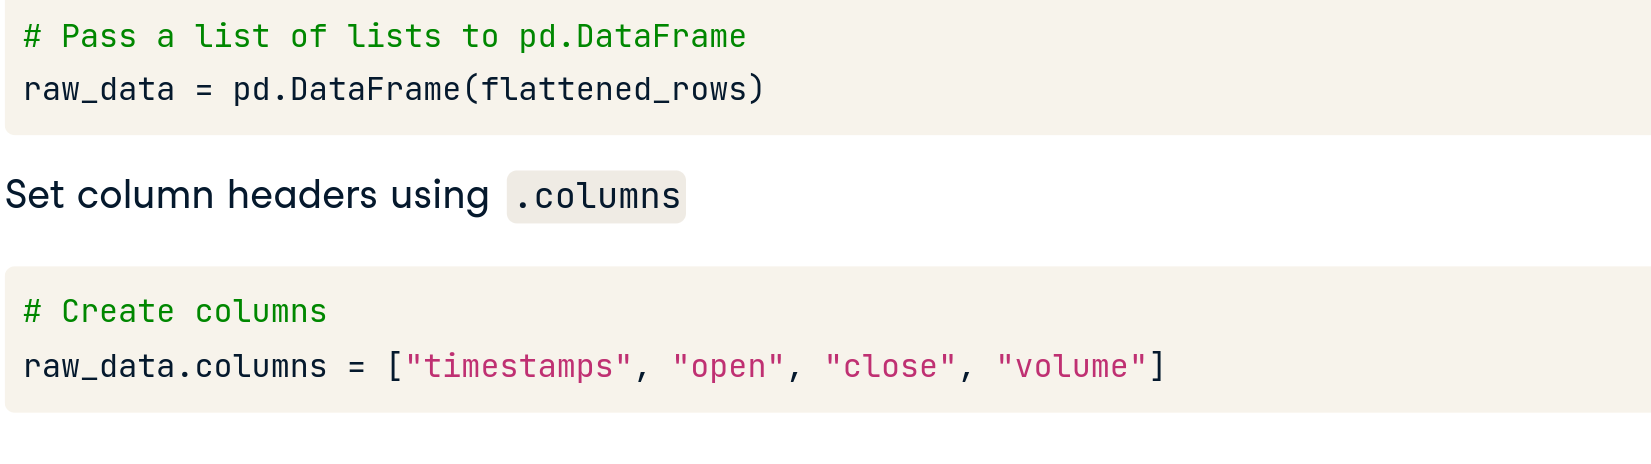 # Pass a list of lists to pd.DataFrame
raw_data = pd.DataFrame(flattened_rows)
Set column headers using .columns
# Create columns
raw_data.columns = ["timestamps", "open", "close", "volume"]